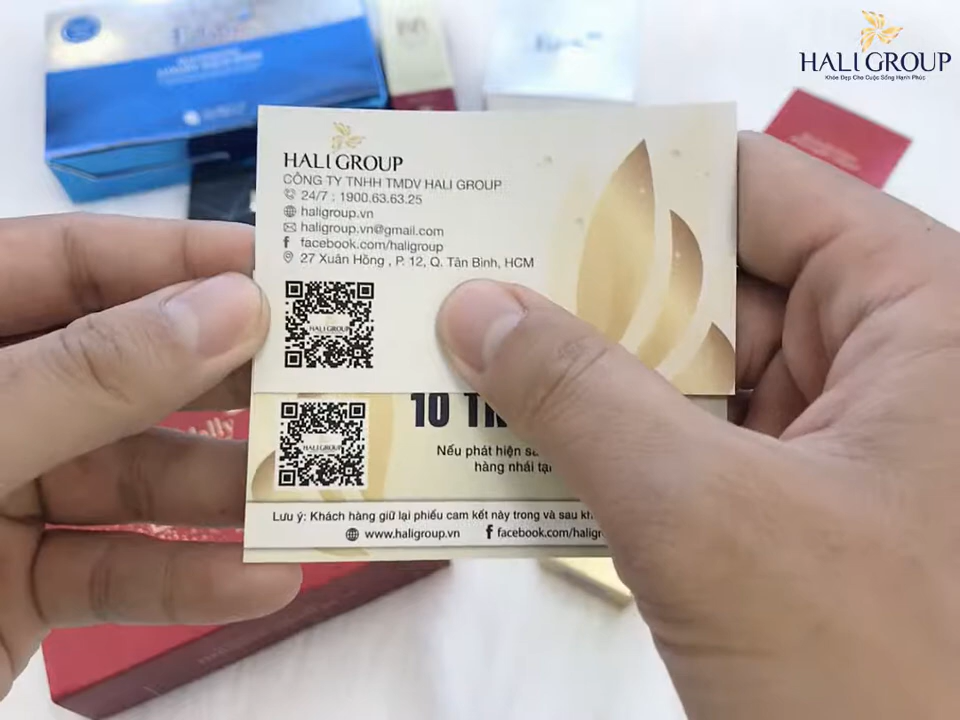 HALI GROUP
Khỏe Đẹp Cho Cuộc Sống Hạnh Phúc
HALI GROUP
CÔNG TY TNHH TMDV HALI GROUP
24/7 : 1900.63.63.25
haligroup.vn
haligroup.vn@gmail.com
facebook.com/haligroup
27 Xuân Hồng , P. 12, Q. Tân Bình, HCM
HALI GROUP
10
HALI GROUP
Nếu phát hiện
hàng nhái tại
Lưu ý: Khách hàng giữ lại phiếu cam kết này trong và sau
www.haligroup.vn facebook.com/haligr